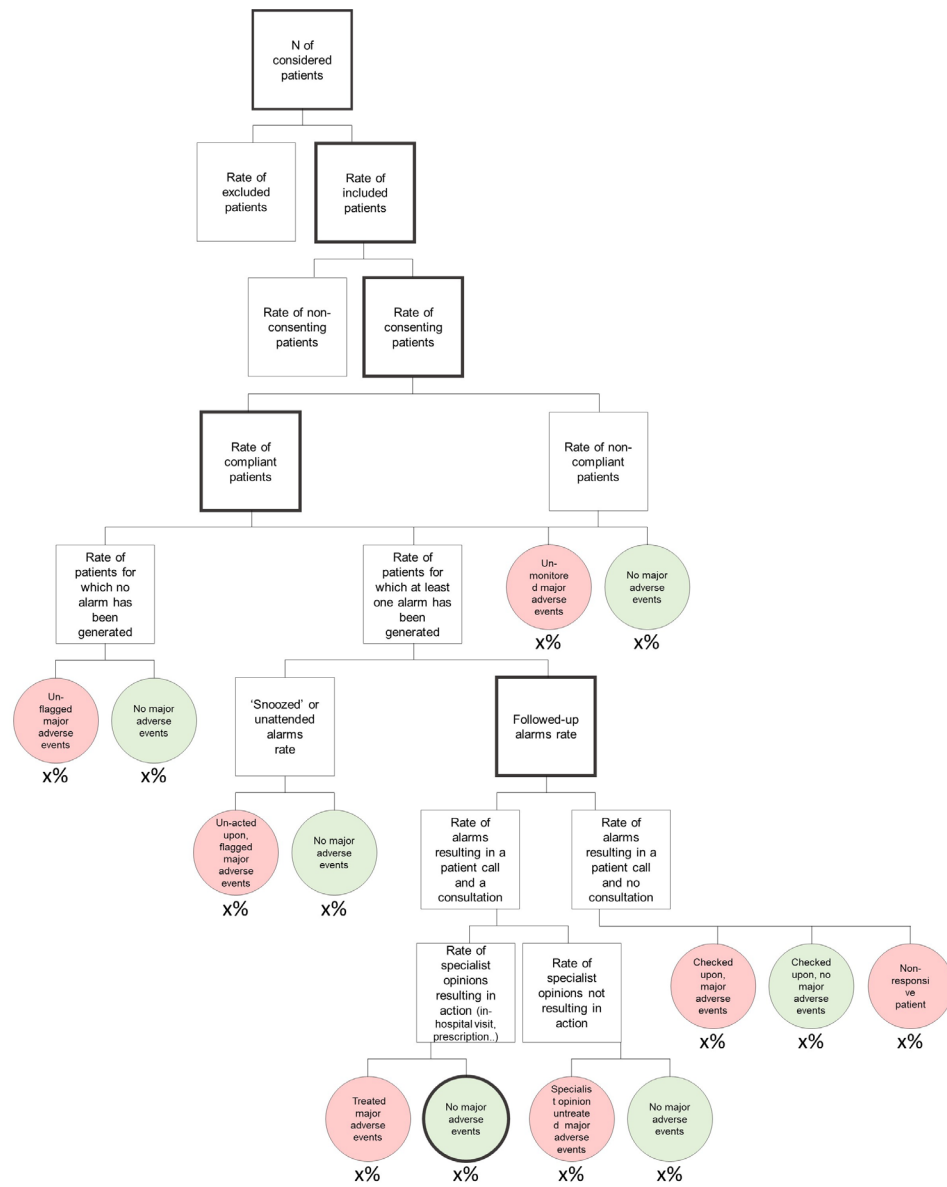 N of
considered
patients
Rate of
excluded
patients
Rate of
included
patients
Rate of non-
consenting
patients
Rate of
consenting
patients
Rate of
compliant
patients
Rate of non-
compliant
patients
Rate of
patients for
which no
alarm has
been
generated
Rate of
patients for
which at least
one alarm has
been
generated
Un-
monitore
d major
adverse
events
x%
No major
adverse
events
x%
Un-
flagged
major
adverse
events
x%
No major
adverse
events
x%
'Snoozed' or
unattended
alarms
rate
Followed-up
alarms rate
Un-acted
upon,
flagged
major
adverse
events
x%
No major
adverse
events
x%
Rate of
alarms
resulting in a
patient call
and a
consultation
Rate of
alarms
resulting in a
patient call
and no
consultation
Rate of
specialist
opinions
resulting in
action (in-
hospital visit,
prescription..)
Rate of
specialist
opinions not
resulting in
action
Checked
upon,
major
adverse
events
x%
Checked
upon, no
major
adverse
events
x%
Non-
responsi
ve
patient
x%
Treated
major
adverse
events
x%
No major
adverse
events
x%
Specialis
t opinion
untreate
d major
adverse
events
x%
No major
adverse
events
x%